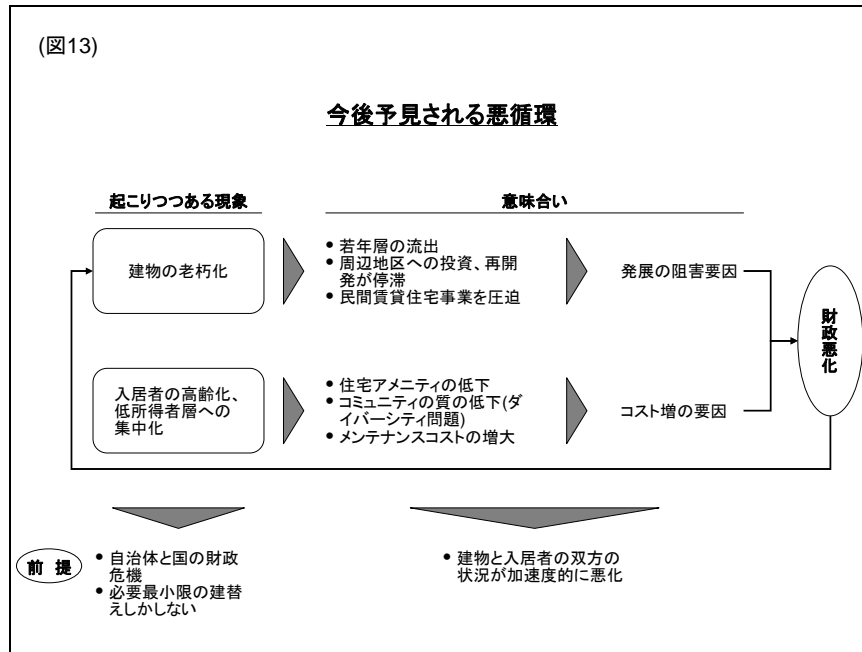 (図13)
今後予見される悪循環
起こりつつある現象
意味合い
建物の老朽化
• 若年層の流出
• 周辺地区への投資、再開
発が停滞
• 民間賃貸住宅事業を圧迫
発展の阻害要因
入居者の高齢化、
低所得者層への
集中化
• 住宅アメニティの低下
• コミュニティの質の低下(ダ
イバーシティ問題)
• メンテナンスコストの増大
コスト増の要因
財政悪化
前 提
• 自治体と国の財政
危機
• 必要最小限の建替
えしかしない
• 建物と入居者の双方の
状況が加速度的に悪化